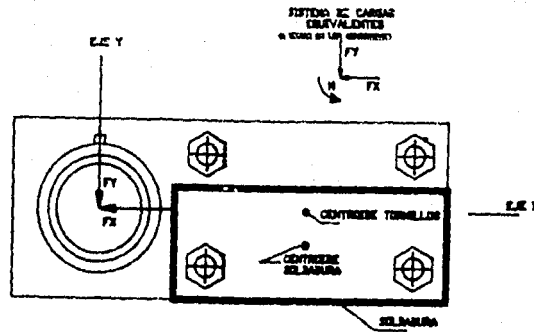 SISTEMA DE CARGAS
EQUIVALENTES
FY
M
FX
EJE Y
FY
FX
CENTROIDE TORNILLOS
EJE
CENTROIDE
SOLDADURA
SOLDADURA